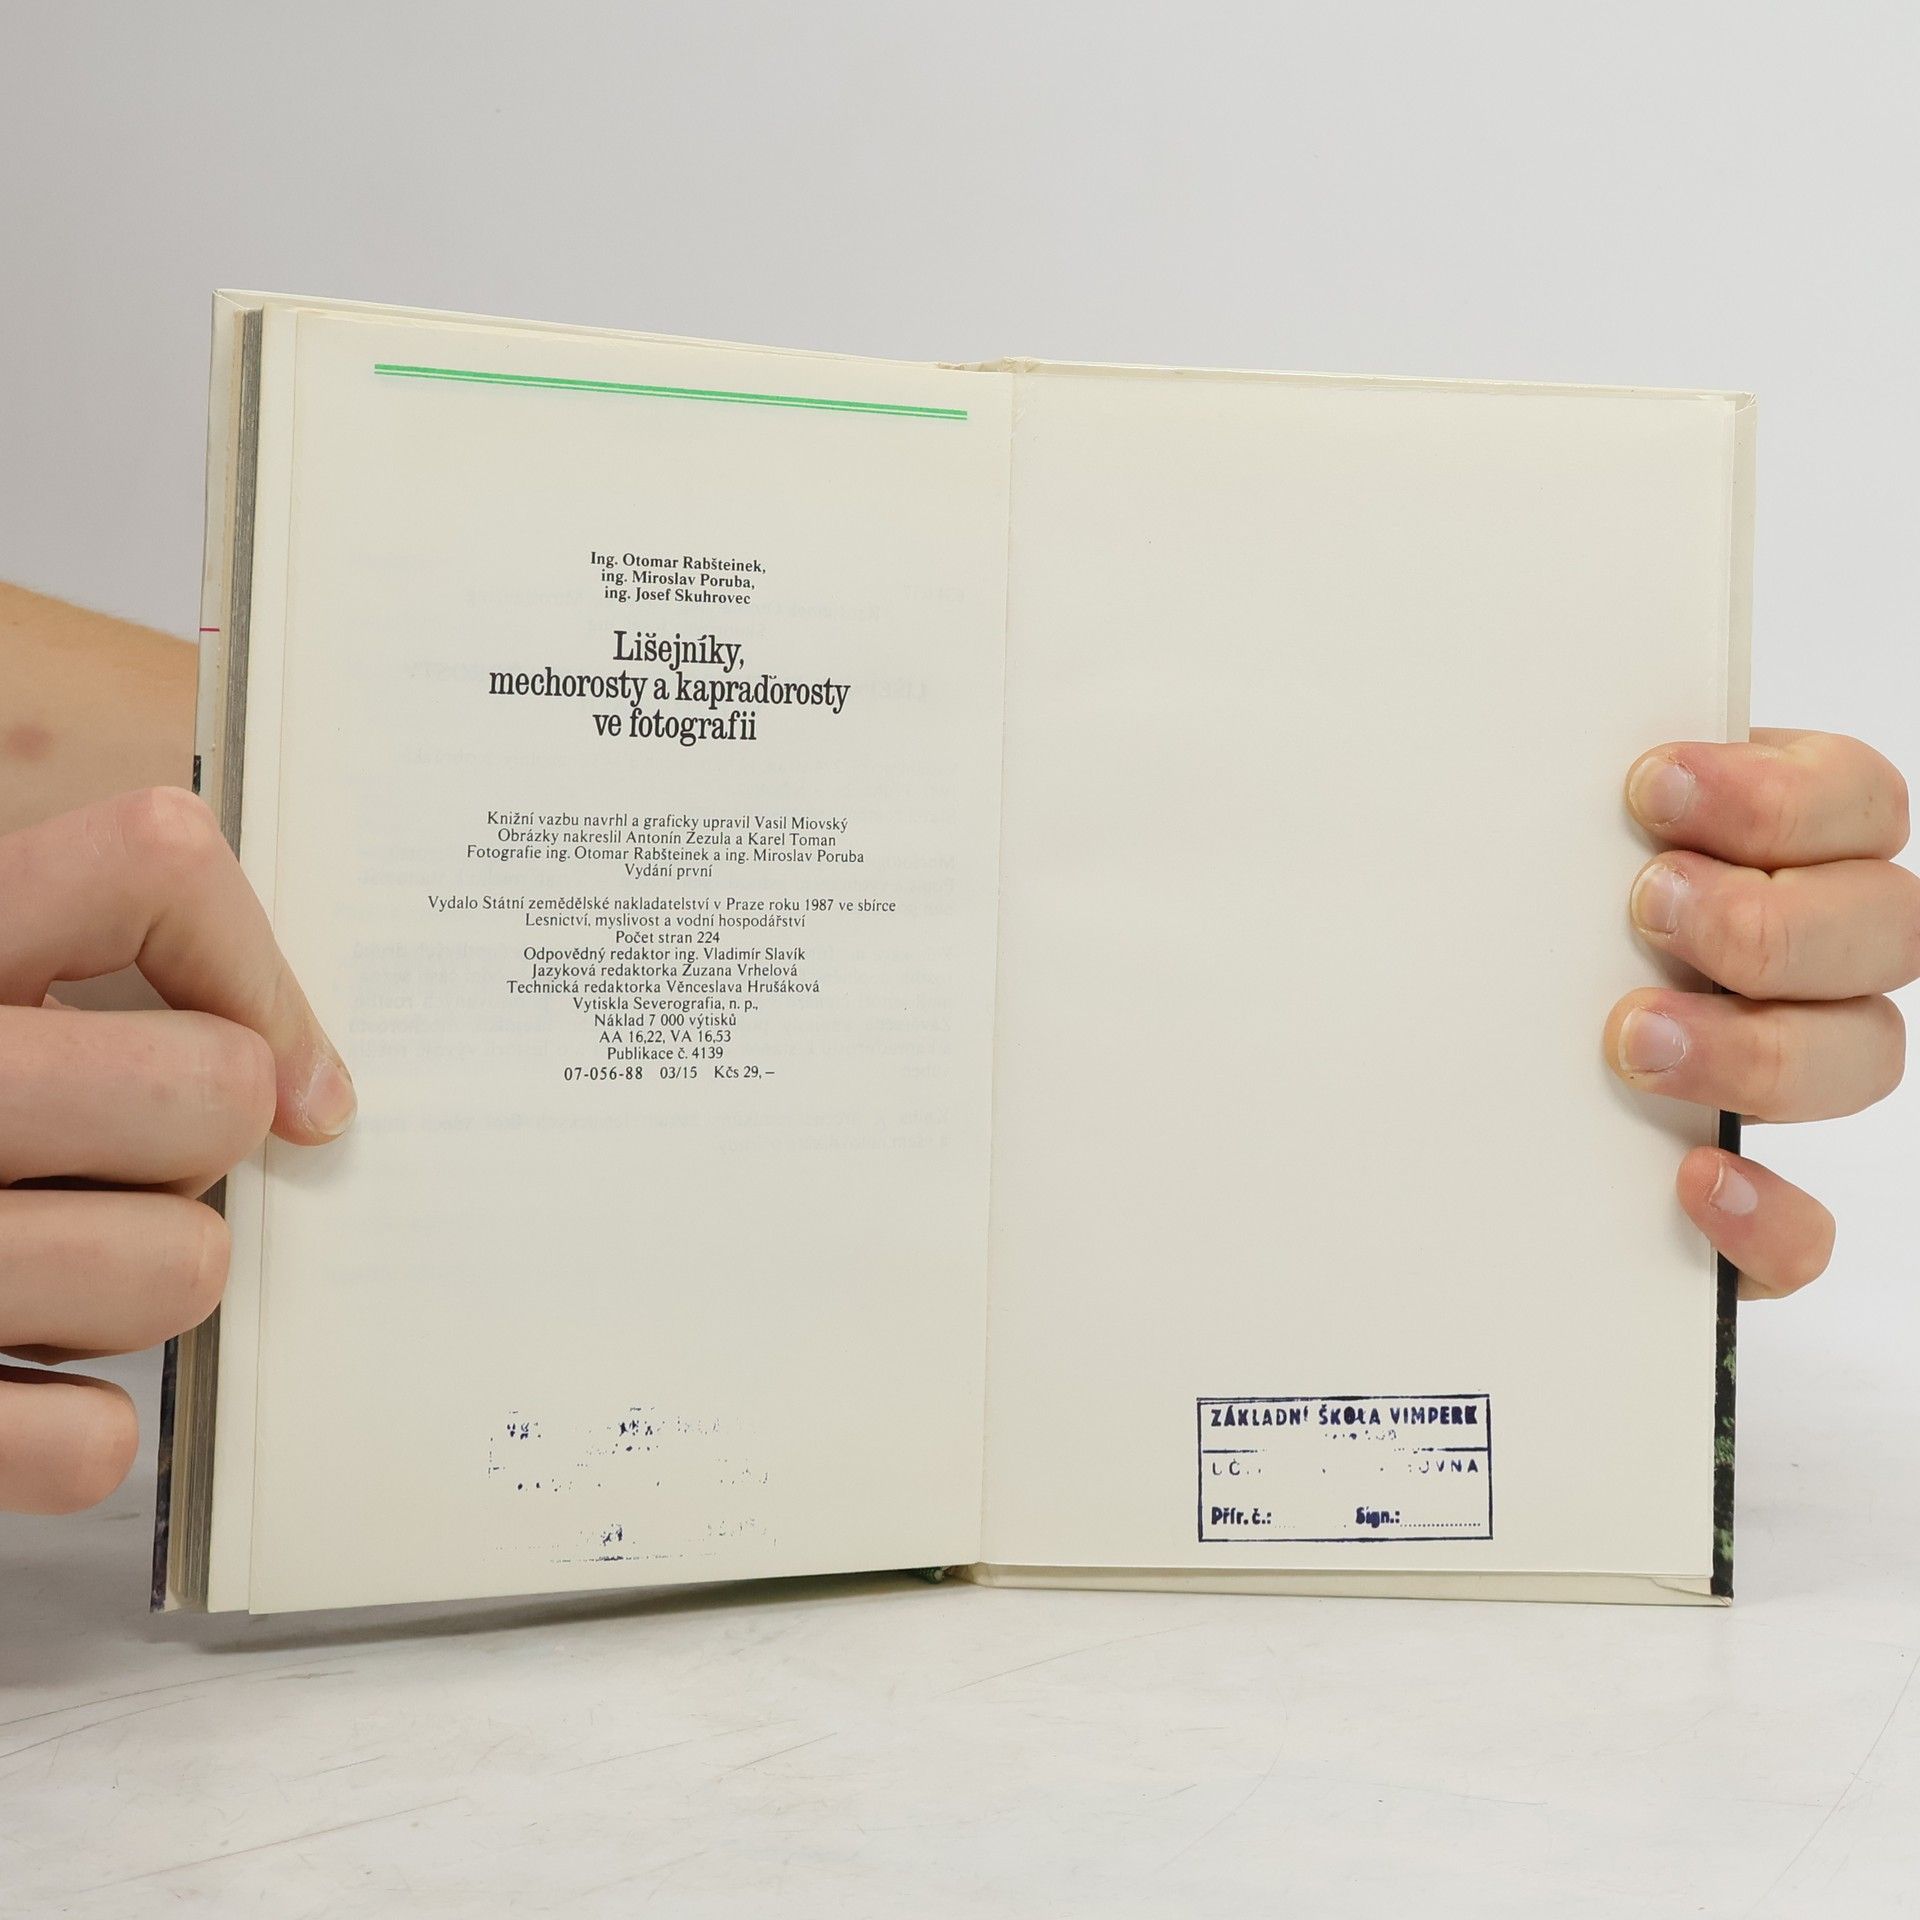 Ing. Otomar Rabšteinek,
ing. Miroslav Poruba,
ing. Josef Skuhrovec
Lišejníky,
mechorosty a kapraďorosty
ve fotografii
Knižní vazbu navrhl a graficky upravil Vasil Miovský
Obrázky nakreslil Antonín Zezula a Karel Toman
Fotografie ing. Otomar Rabšteinek a ing. Miroslav Poruba
Vydání první
Vydalo Státní zemědělské nakladatelství v Praze roku 1987 ve sbírce
Lesnictví, myslivost a vodní hospodářství
Počet stran 224
Odpovědný redaktor ing. Vladimír Slavík
Jazyková redaktorka Zuzana Vrhelová
Technická redaktorka Věnceslava Hrušáková
Vytiskla Severografia, n. p.,
Náklad 7 000 výtisků
AA 16,22, VA 16,53
Publikace č. 4139
07-056-88 03/15 Kčs 29,—
ZÁKLADNÍ ŠKOLA VIMPERK
Přír. č.: Sign.: